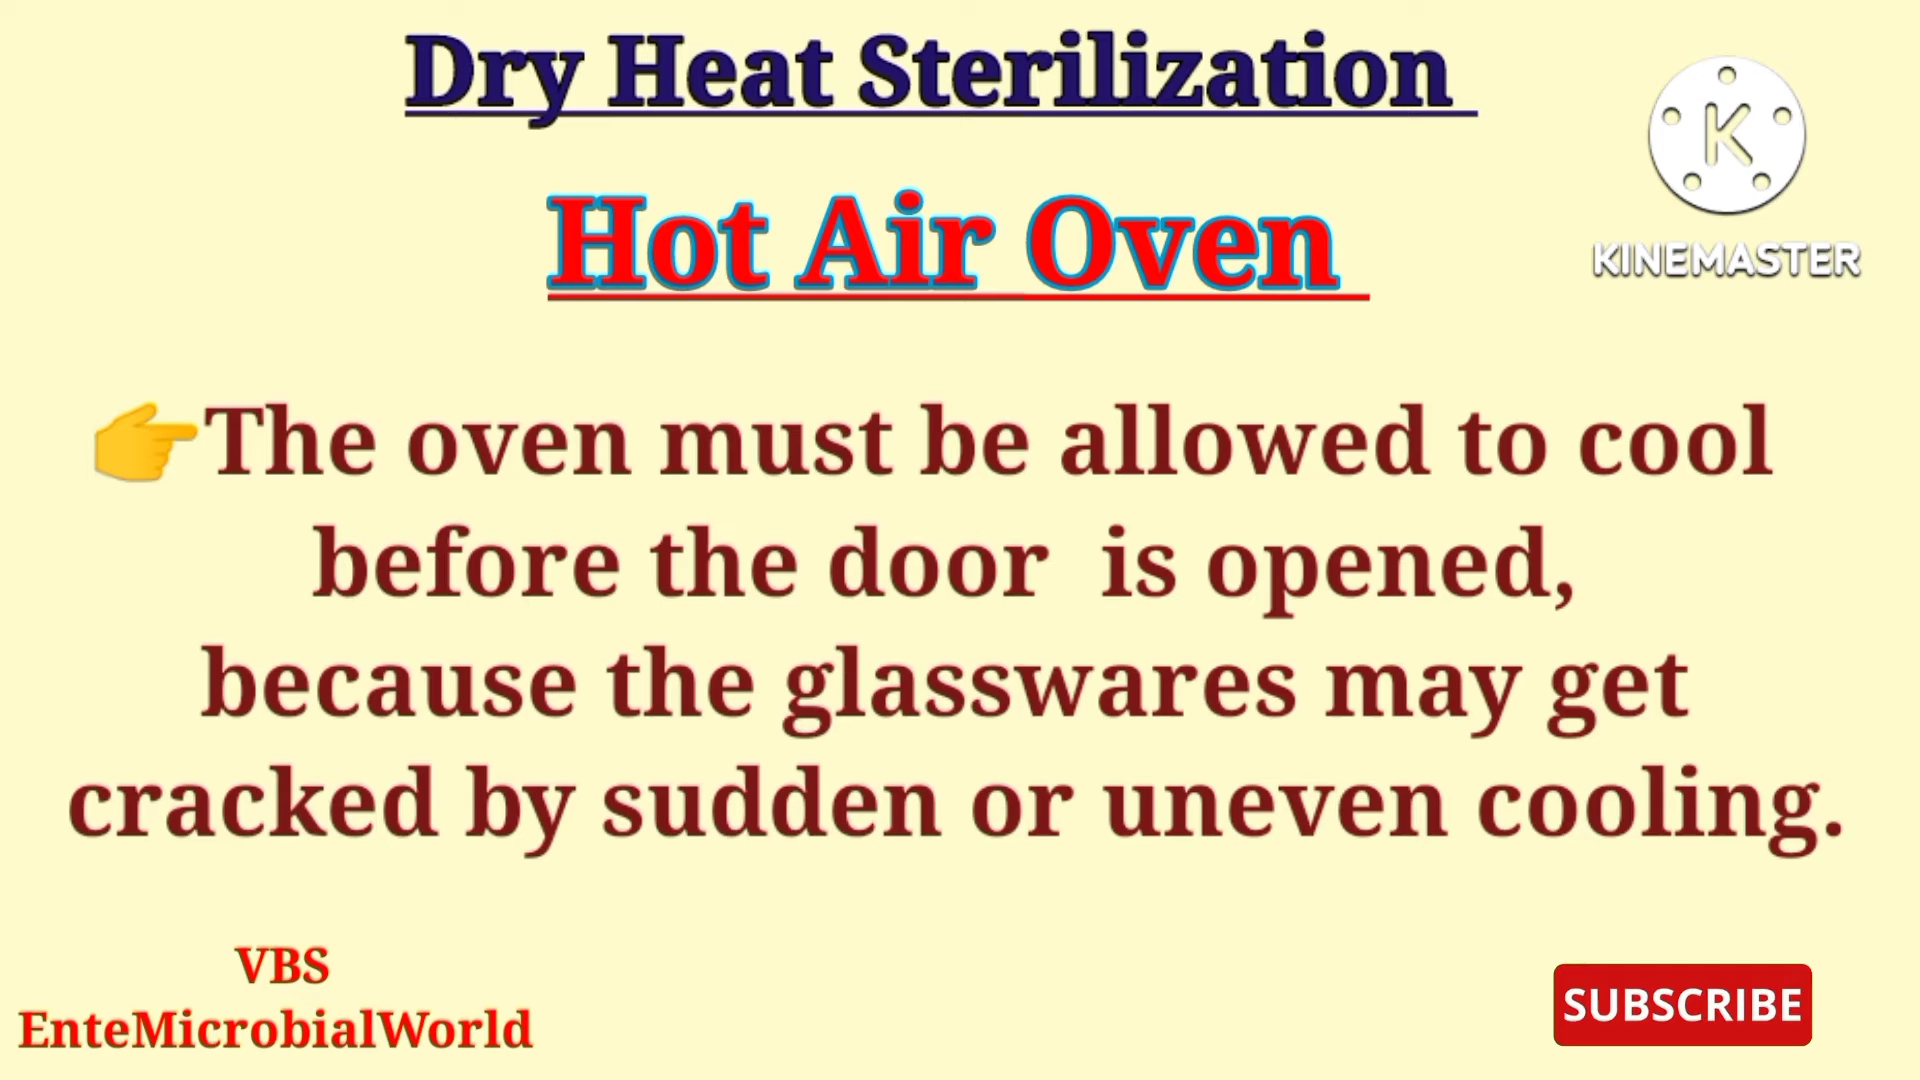 Dry Heat Sterilization
K
KINEMASTER
Hot Air Oven
👉The oven must be allowed to cool
before the door  is opened,
because the glasswares may get
cracked by sudden or uneven cooling.
VBS
EnteMicrobialWorld
SUBSCRIBE